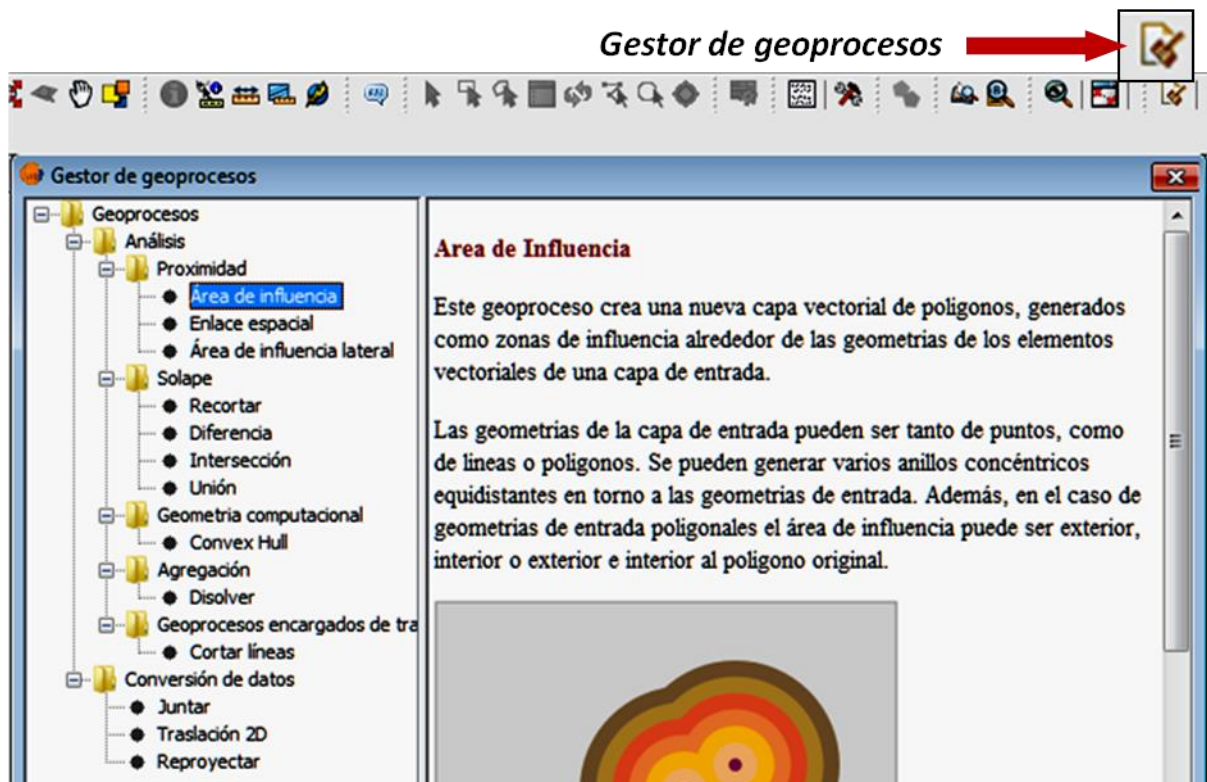 Gestor de geoprocesos
Gestor de geoprocesos
Geoprocesos
Análisis
Proximidad
Área de influencia
Enlace espacial
Área de influencia lateral
Solape
Recortar
Diferencia
Intersección
Unión
Geometria computacional
Convex Hull
Agregación
Disolver
Geoprocesos encargados de tra
Cortar líneas
Conversión de datos
Juntar
Traslación 2D
Reproyectar
Area de Influencia
Este geoproceso crea una nueva capa vectorial de poligonos, generados
como zonas de influencia alrededor de las geometrias de los elementos
vectoriales de una capa de entrada.
Las geometrias de la capa de entrada pueden ser tanto de puntos, como
de lineas o poligonos. Se pueden generar varios anillos concéntricos
equidistantes en torno a las geometrias de entrada. Además, en el caso de
geometrias de entrada poligonales el área de influencia puede ser exterior,
interior o exterior e interior al poligono original.